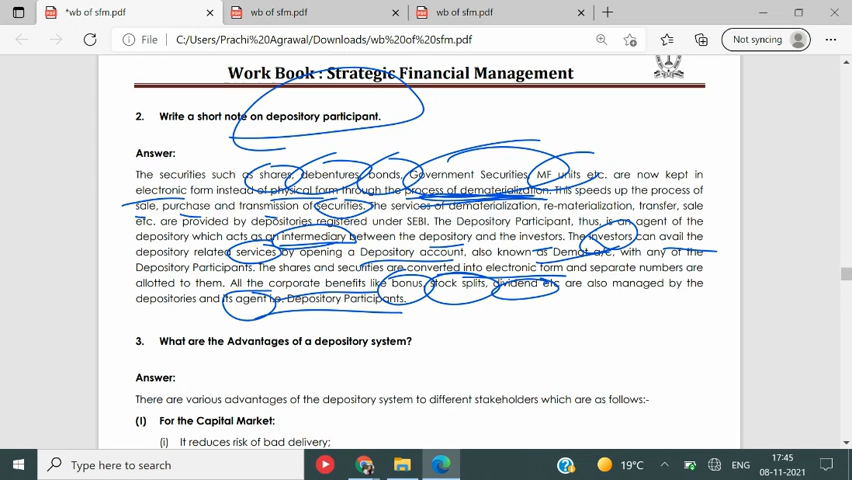 *wb of sfm.pdf
wb of sfm.pdf
wb of sfm.pdf
File
C:/Users/Prachi%20Agrawal/Downloads/wb%20of%20sfm.pdf
Not syncing
Work Book : Strategic Financial Management
2. Write a short note on depository participant.
Answer:
The securities such as shares, debentures, bonds, Government Securities, MF units etc. are now kept in
electronic form instead of physical form through the process of dematerialization. This speeds up the process of
sale, purchase and transmission of securities. The services of dematerialization, re-materialization, transfer, sale
etc. are provided by depositories registered under SEBI. The Depository Participant, thus, is an agent of the
depository which acts as an intermediary between the depository and the investors. The investors can avail the
depository related services by opening a Depository account, also known as Demat a/c, with any of the
Depository Participants. The shares and securities are converted into electronic form and separate numbers are
allotted to them. All the corporate benefits like bonus, stock splits, dividend etc are also managed by the
depositories and its agent i.e. Depository Participants.
3. What are the Advantages of a depository system?
Answer:
There are various advantages of the depository system to different stakeholders which are as follows:-
(I) For the Capital Market:
(i) It reduces risk of bad delivery;
Type here to search
19°C
ENG
17:45
08-11-2021